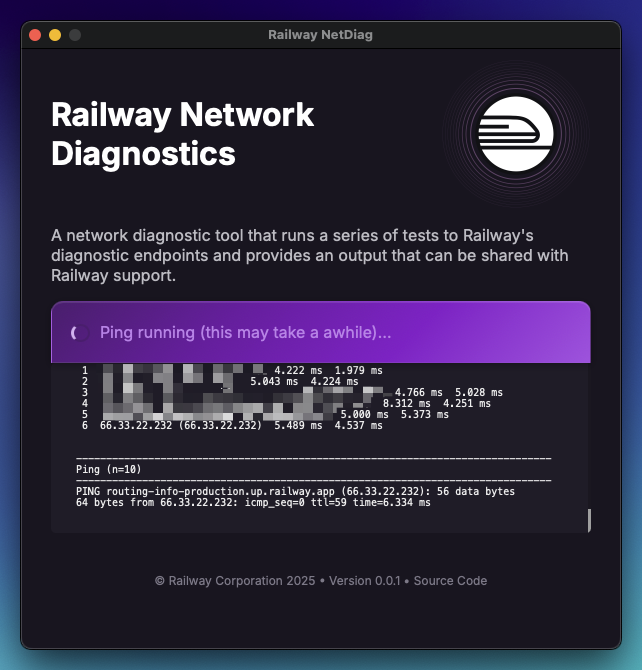 Railway NetDiag
Railway Network
Diagnostics
A network diagnostic tool that runs a series of tests to Railway's
diagnostic endpoints and provides an output that can be shared with
Railway support.
Ping running (this may take a awhile)...
1 4.222 ms 1.979 ms
2 5.043 ms 4.224 ms
3 4.766 ms 5.028 ms
4 8.312 ms 4.251 ms
5 5.000 ms 5.373 ms
6 66.33.22.232 (66.33.22.232) 5.489 ms 4.537 ms
-------------------------------------------------------------------------------
Ping (n=10)
-------------------------------------------------------------------------------
PING routing-info-production.up.railway.app (66.33.22.232): 56 data bytes
64 bytes from 66.33.22.232: icmp_seq=0 ttl=59 time=6.334 ms
© Railway Corporation 2025 • Version 0.0.1 • Source Code